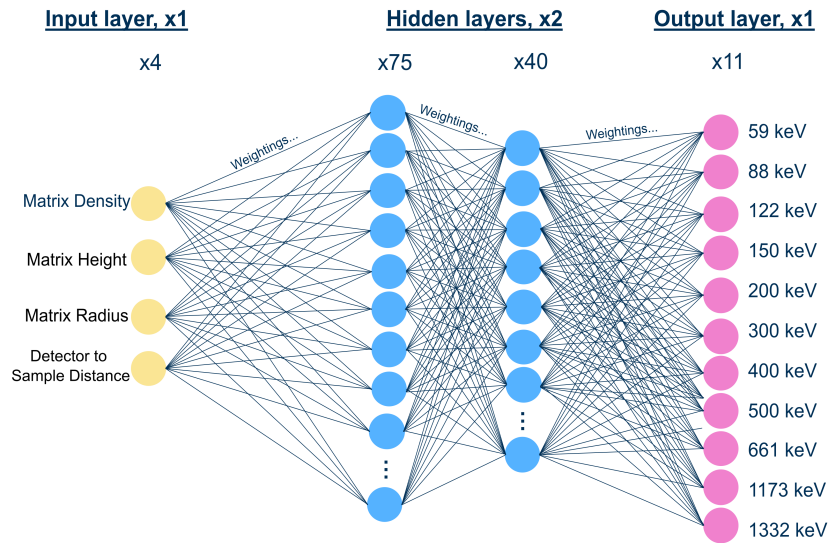 Input layer, x1
Hidden layers, x2
Output layer, x1
x4
x75
x40
x11
Weightings...
Weightings...
Weightings...
Matrix Density
Matrix Height
Matrix Radius
Detector to
Sample Distance
59 keV
88 keV
122 keV
150 keV
200 keV
300 keV
400 keV
500 keV
661 keV
1173 keV
1332 keV